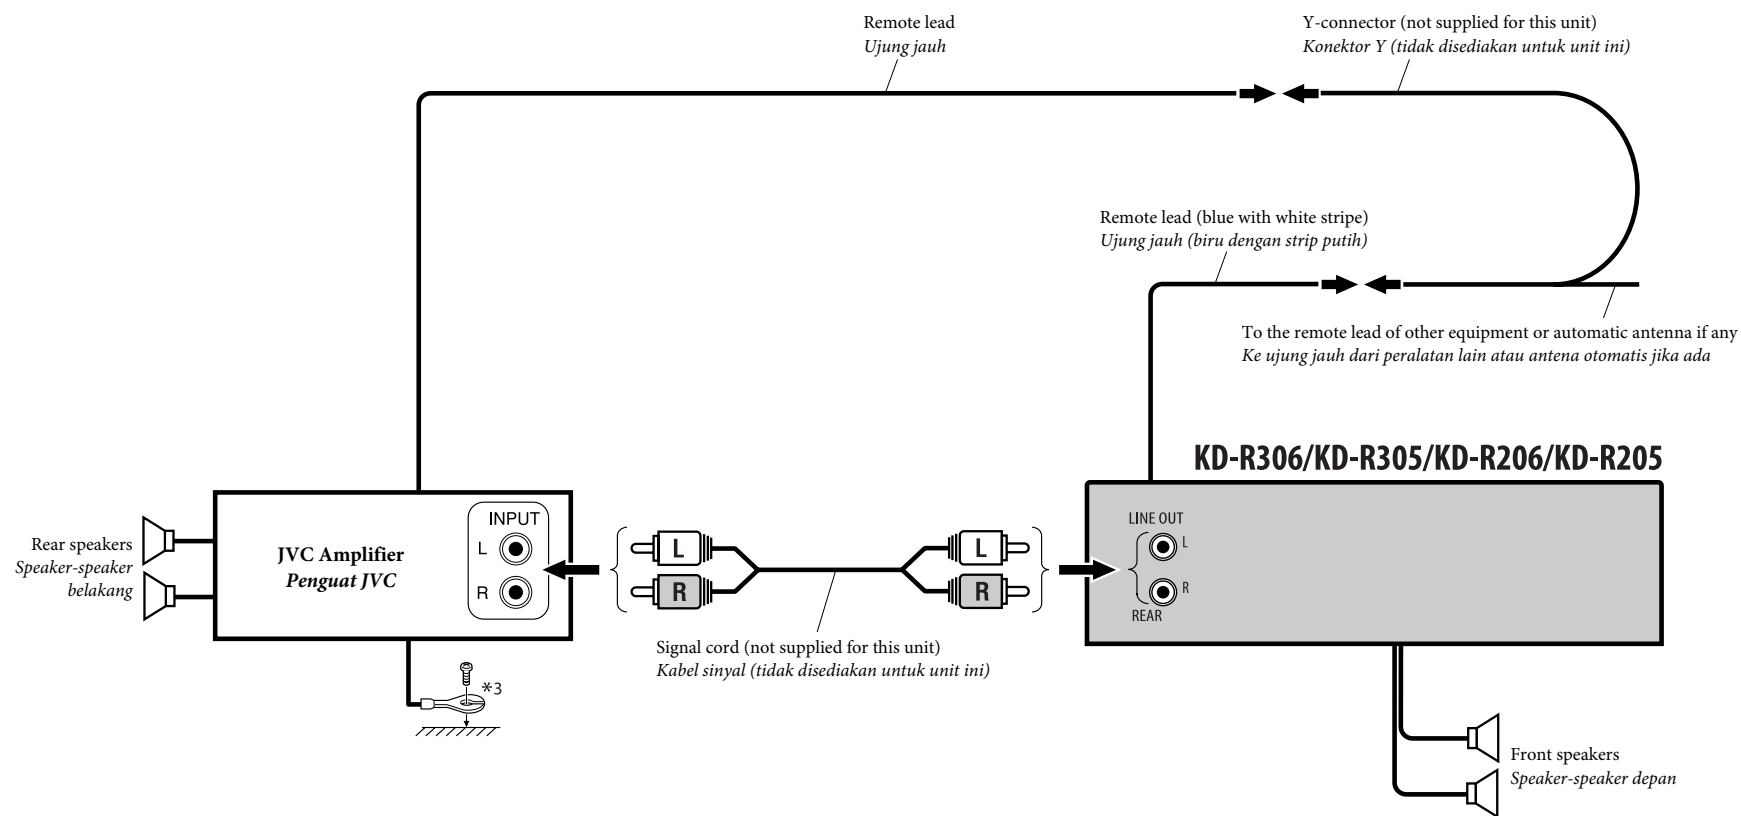 Remote lead
Ujung jauh
Y-connector (not supplied for this unit)
Konektor Y (tidak disediakan untuk unit ini)
Remote lead (blue with white stripe)
Ujung jauh (biru dengan strip putih)
To the remote lead of other equipment or automatic antenna if any
Ke ujung jauh dari peralatan lain atau antena otomatis jika ada
KD-R306/KD-R305/KD-R206/KD-R205
Rear speakers
Speaker-speaker
belakang
JVC Amplifier
Penguat JVC
INPUT
L
R
L
R
L
R
LINE OUT
L
R
REAR
Signal cord (not supplied for this unit)
Kabel sinyal (tidak disediakan untuk unit ini)
*3
Front speakers
Speaker-speaker depan